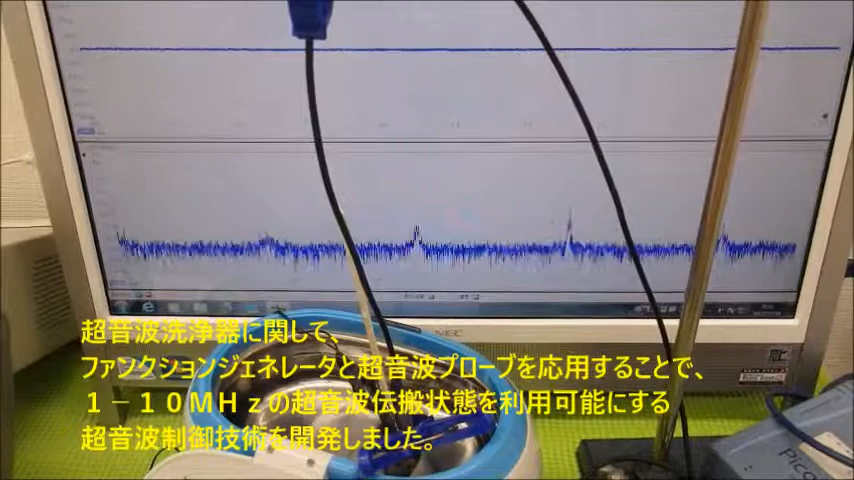 NEC
超音波洗浄器に関して、
ファンクションジェネレータと超音波プローブを応用することで、
１－１０ＭＨｚの超音波伝搬状態を利用可能にする
超音波制御技術を開発しました。
Pico